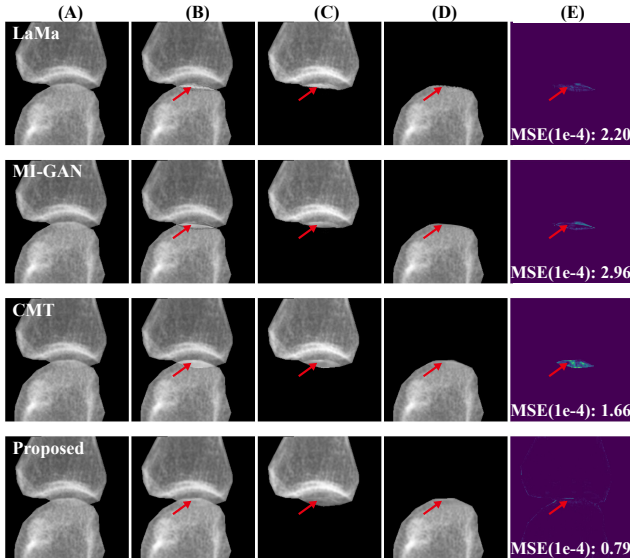 (A) (B) (C) (D) (E)
LaMa
MSE(1e-4): 2.20
MI-GAN
MSE(1e-4): 2.96
CMT
MSE(1e-4): 1.66
Proposed
MSE(1e-4): 0.79